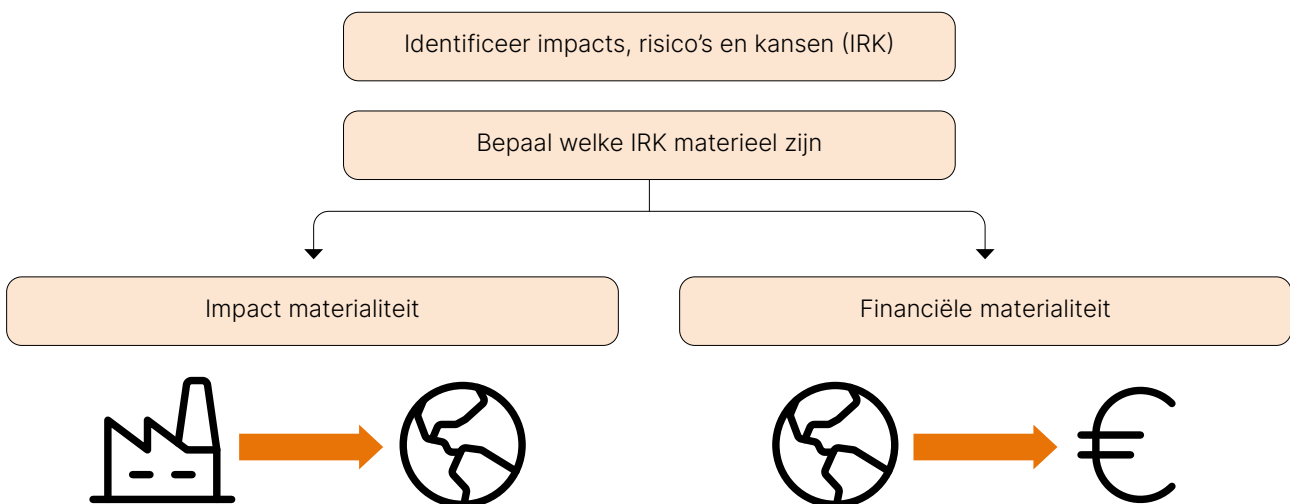 Identificeer impacts, risico’s en kansen (IRK)
Bepaal welke IRK materieel zijn
Impact materialiteit
Financiële materialiteit